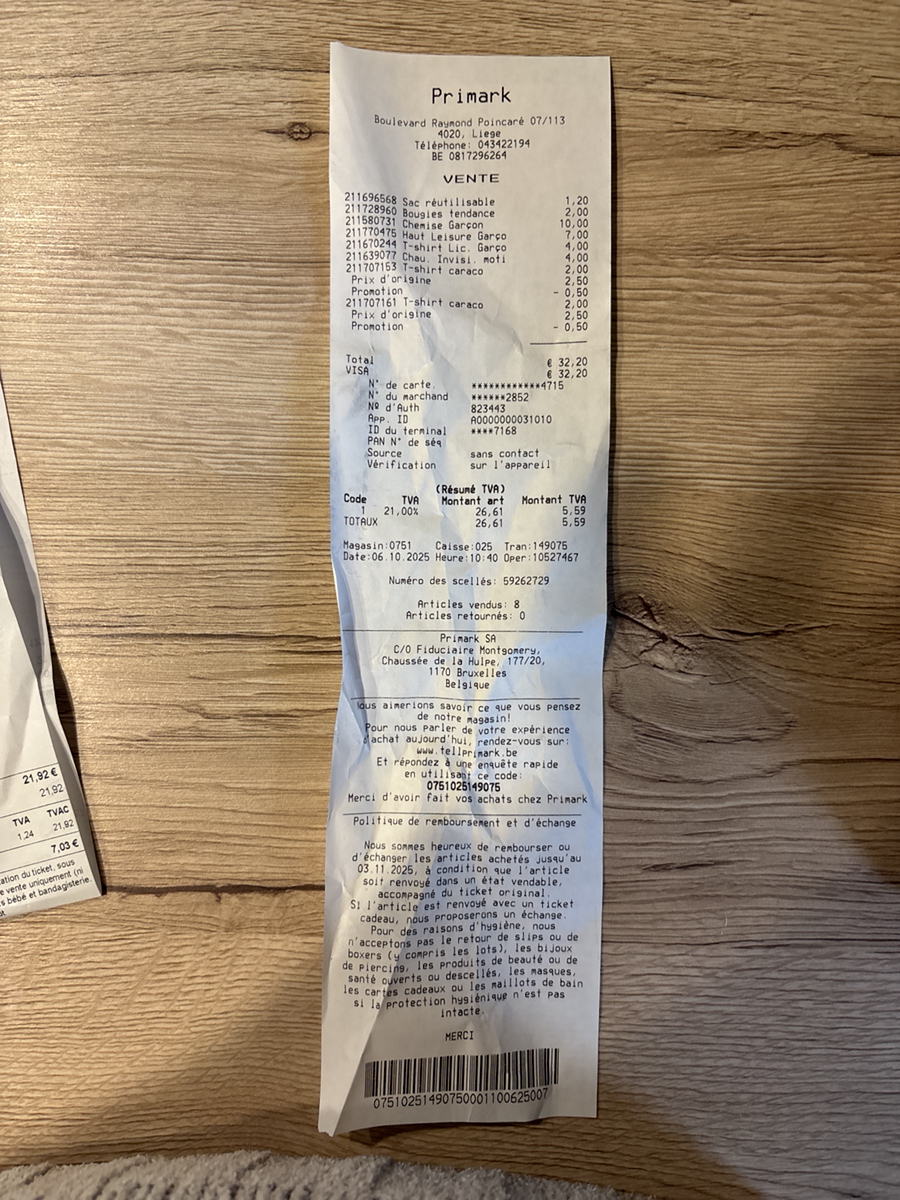 Primark
Boulevard Raymond Poincaré 07/113
4020, Liege
Téléphone: 043422194
BE 0817296264
VENTE
211696568 Sac réutilisable 1,20
211728960 Bougies tendance 2,00
211580731 Chemise Garçon 10,00
211770475 Haut Leisure Garço 7,00
211670244 T-shirt Lic. Garço 4,00
211639077 Chau. Invisi. moti 4,00
211707153 T-shirt caraco 2,00
Prix d'origine 2,50
Promotion - 0,50
211707161 T-shirt caraco 2,00
Prix d'origine 2,50
Promotion - 0,50
Total € 32,20
VISA € 32,20
N° de carte. ************4715
N° du marchand ******2852
Nº d'Auth 823443
App. ID A0000000031010
ID du terminal ****7168
PAN N° de séq
Source sans contact
Vérification sur l'appareil
(Résumé TVA)
Code TVA Montant art Montant TVA
1 21,00% 26,61 5,59
TOTAUX 26,61 5,59
Magasin:0751 Caisse:025 Tran:149075
Date:06.10.2025 Heure:10:40 Oper:10527467
Numéro des scellés: 59262729
Articles vendus: 8
Articles retournés: 0
Primark SA
C/O Fiduciaire Montgomery,
Chaussée de la Hulpe, 177/20,
1170 Bruxelles
Belgique
Nous aimerions savoir ce que vous pensez
de notre magasin!
Pour nous parler de votre expérience
d'achat aujourd'hui, rendez-vous sur:
www.tellprimark.be
Et répondez à une enquête rapide
en utilisant ce code:
0751025149075
Merci d'avoir fait vos achats chez Primark
Politique de remboursement et d'échange
Nous sommes heureux de rembourser ou
d'échanger les articles achetés jusqu'au
03.11.2025, à condition que l'article
soit renvoyé dans un état vendable,
accompagné du ticket original.
Si l'article est renvoyé avec un ticket
cadeau, nous proposerons un échange.
Pour des raisons d'hygiène, nous
n'acceptons pas le retour de slips ou de
boxers (y compris les lots), les bijoux
de piercing, les produits de beauté ou de
santé ouverts ou descellés, les masques,
les cartes cadeaux ou les maillots de bain
si la protection hygiénique n'est pas
intacte.
MERCI
07510251490750001100625007
21,92 €
21,92
TVA TVAC
1,24 21,92
7,03 €
ation du ticket, sous
e vente uniquement (ni
s bébé et bandagisterie.